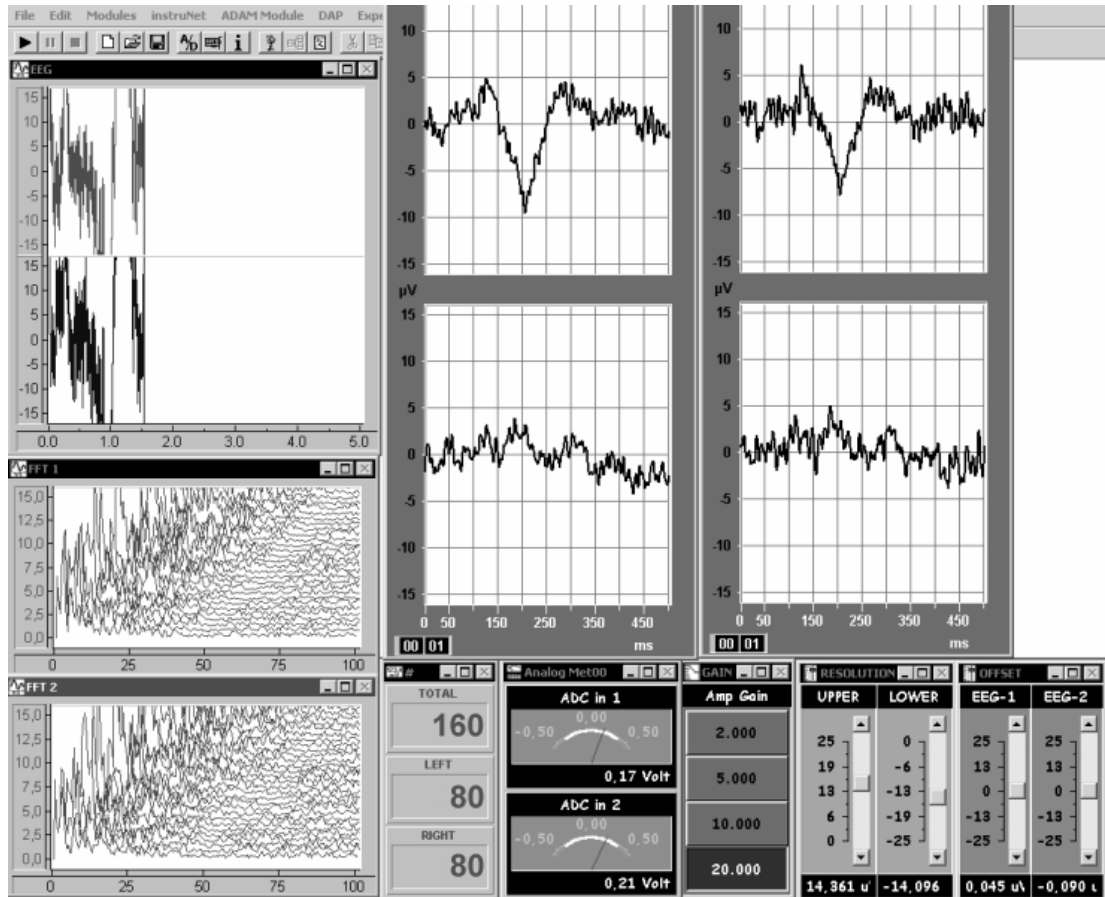 File Edit Modules instruNet ADAM Module DAP Expe
EEG
15
10
5
0
-5
-10
-15
15
10
5
0
-5
-10
-15
0.0 1.0 2.0 3.0 4.0 5.0
FFT 1
15,0
12,5
10,0
7,5
5,0
2,5
0,0
0 25 50 75 100
FFT 2
15,0
12,5
10,0
7,5
5,0
2,5
0,0
0 25 50 75 100
10
5
0
-5
-10
-15
µV
15
10
5
0
-5
-10
-15
0 50 150 250 350 450
00 01 ms
10
5
0
-5
-10
-15
µV
15
10
5
0
-5
-10
-15
0 50 150 250 350 450
00 01 ms
#
TOTAL
160
LEFT
80
RIGHT
80
Analog Met00
ADC in 1
-0,50 0,00 0,50
0,17 Volt
ADC in 2
-0,50 0,00 0,50
0,21 Volt
GAIN
Amp Gain
2.000
5.000
10.000
20.000
RESOLUTION
UPPER LOWER
25 0
19 -6
13 -13
6 -19
0 -25
14,361 u -14,096
OFFSET
EEG-1 EEG-2
25 25
13 13
0 0
-13 -13
-25 -25
0,045 u -0,090